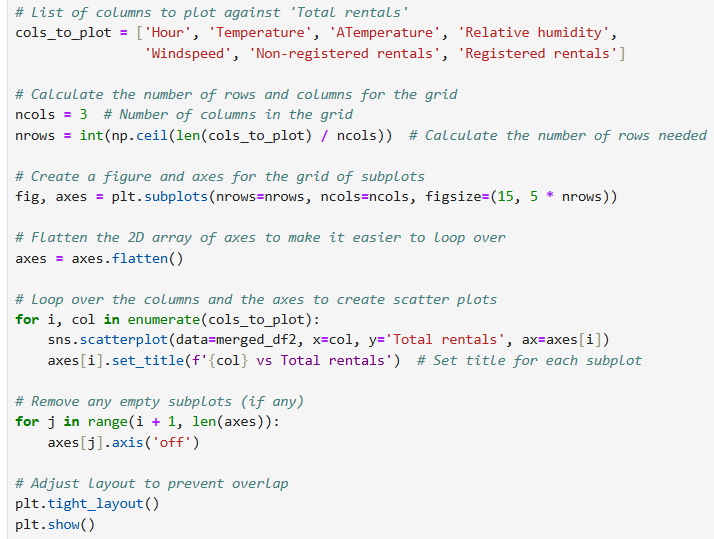 # List of columns to plot against 'Total rentals'
cols_to_plot = ['Hour', 'Temperature', 'ATemperature', 'Relative humidity',
                'Windspeed', 'Non-registered rentals', 'Registered rentals']

# Calculate the number of rows and columns for the grid
ncols = 3  # Number of columns in the grid
nrows = int(np.ceil(len(cols_to_plot) / ncols))  # Calculate the number of rows needed

# Create a figure and axes for the grid of subplots
fig, axes = plt.subplots(nrows=nrows, ncols=ncols, figsize=(15, 5 * nrows))

# Flatten the 2D array of axes to make it easier to loop over
axes = axes.flatten()

# Loop over the columns and the axes to create scatter plots
for i, col in enumerate(cols_to_plot):
    sns.scatterplot(data=merged_df2, x=col, y='Total rentals', ax=axes[i])
    axes[i].set_title(f'{col} vs Total rentals')  # Set title for each subplot

# Remove any empty subplots (if any)
for j in range(i + 1, len(axes)):
    axes[j].axis('off')

# Adjust layout to prevent overlap
plt.tight_layout()
plt.show()